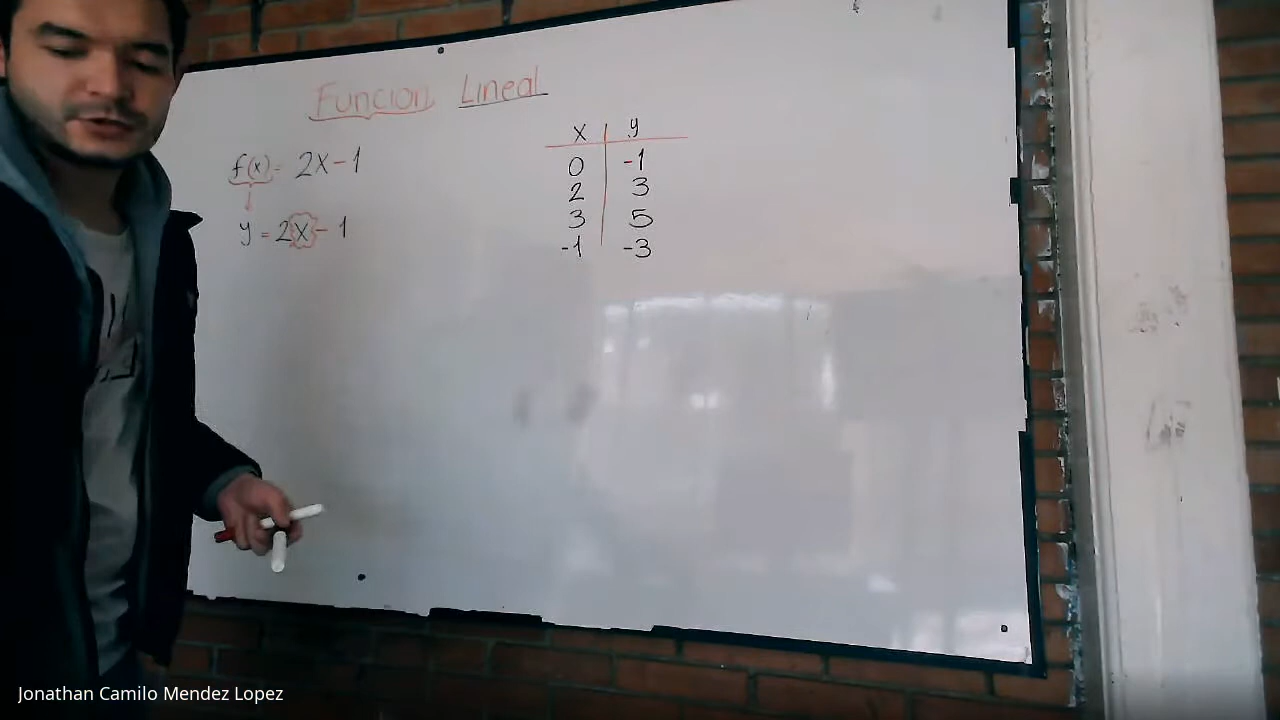 Funcion Lineal
f(x) = 2x-1
y = 2x - 1
x y
0 -1
2 3
3 5
-1 -3
Jonathan Camilo Mendez Lopez